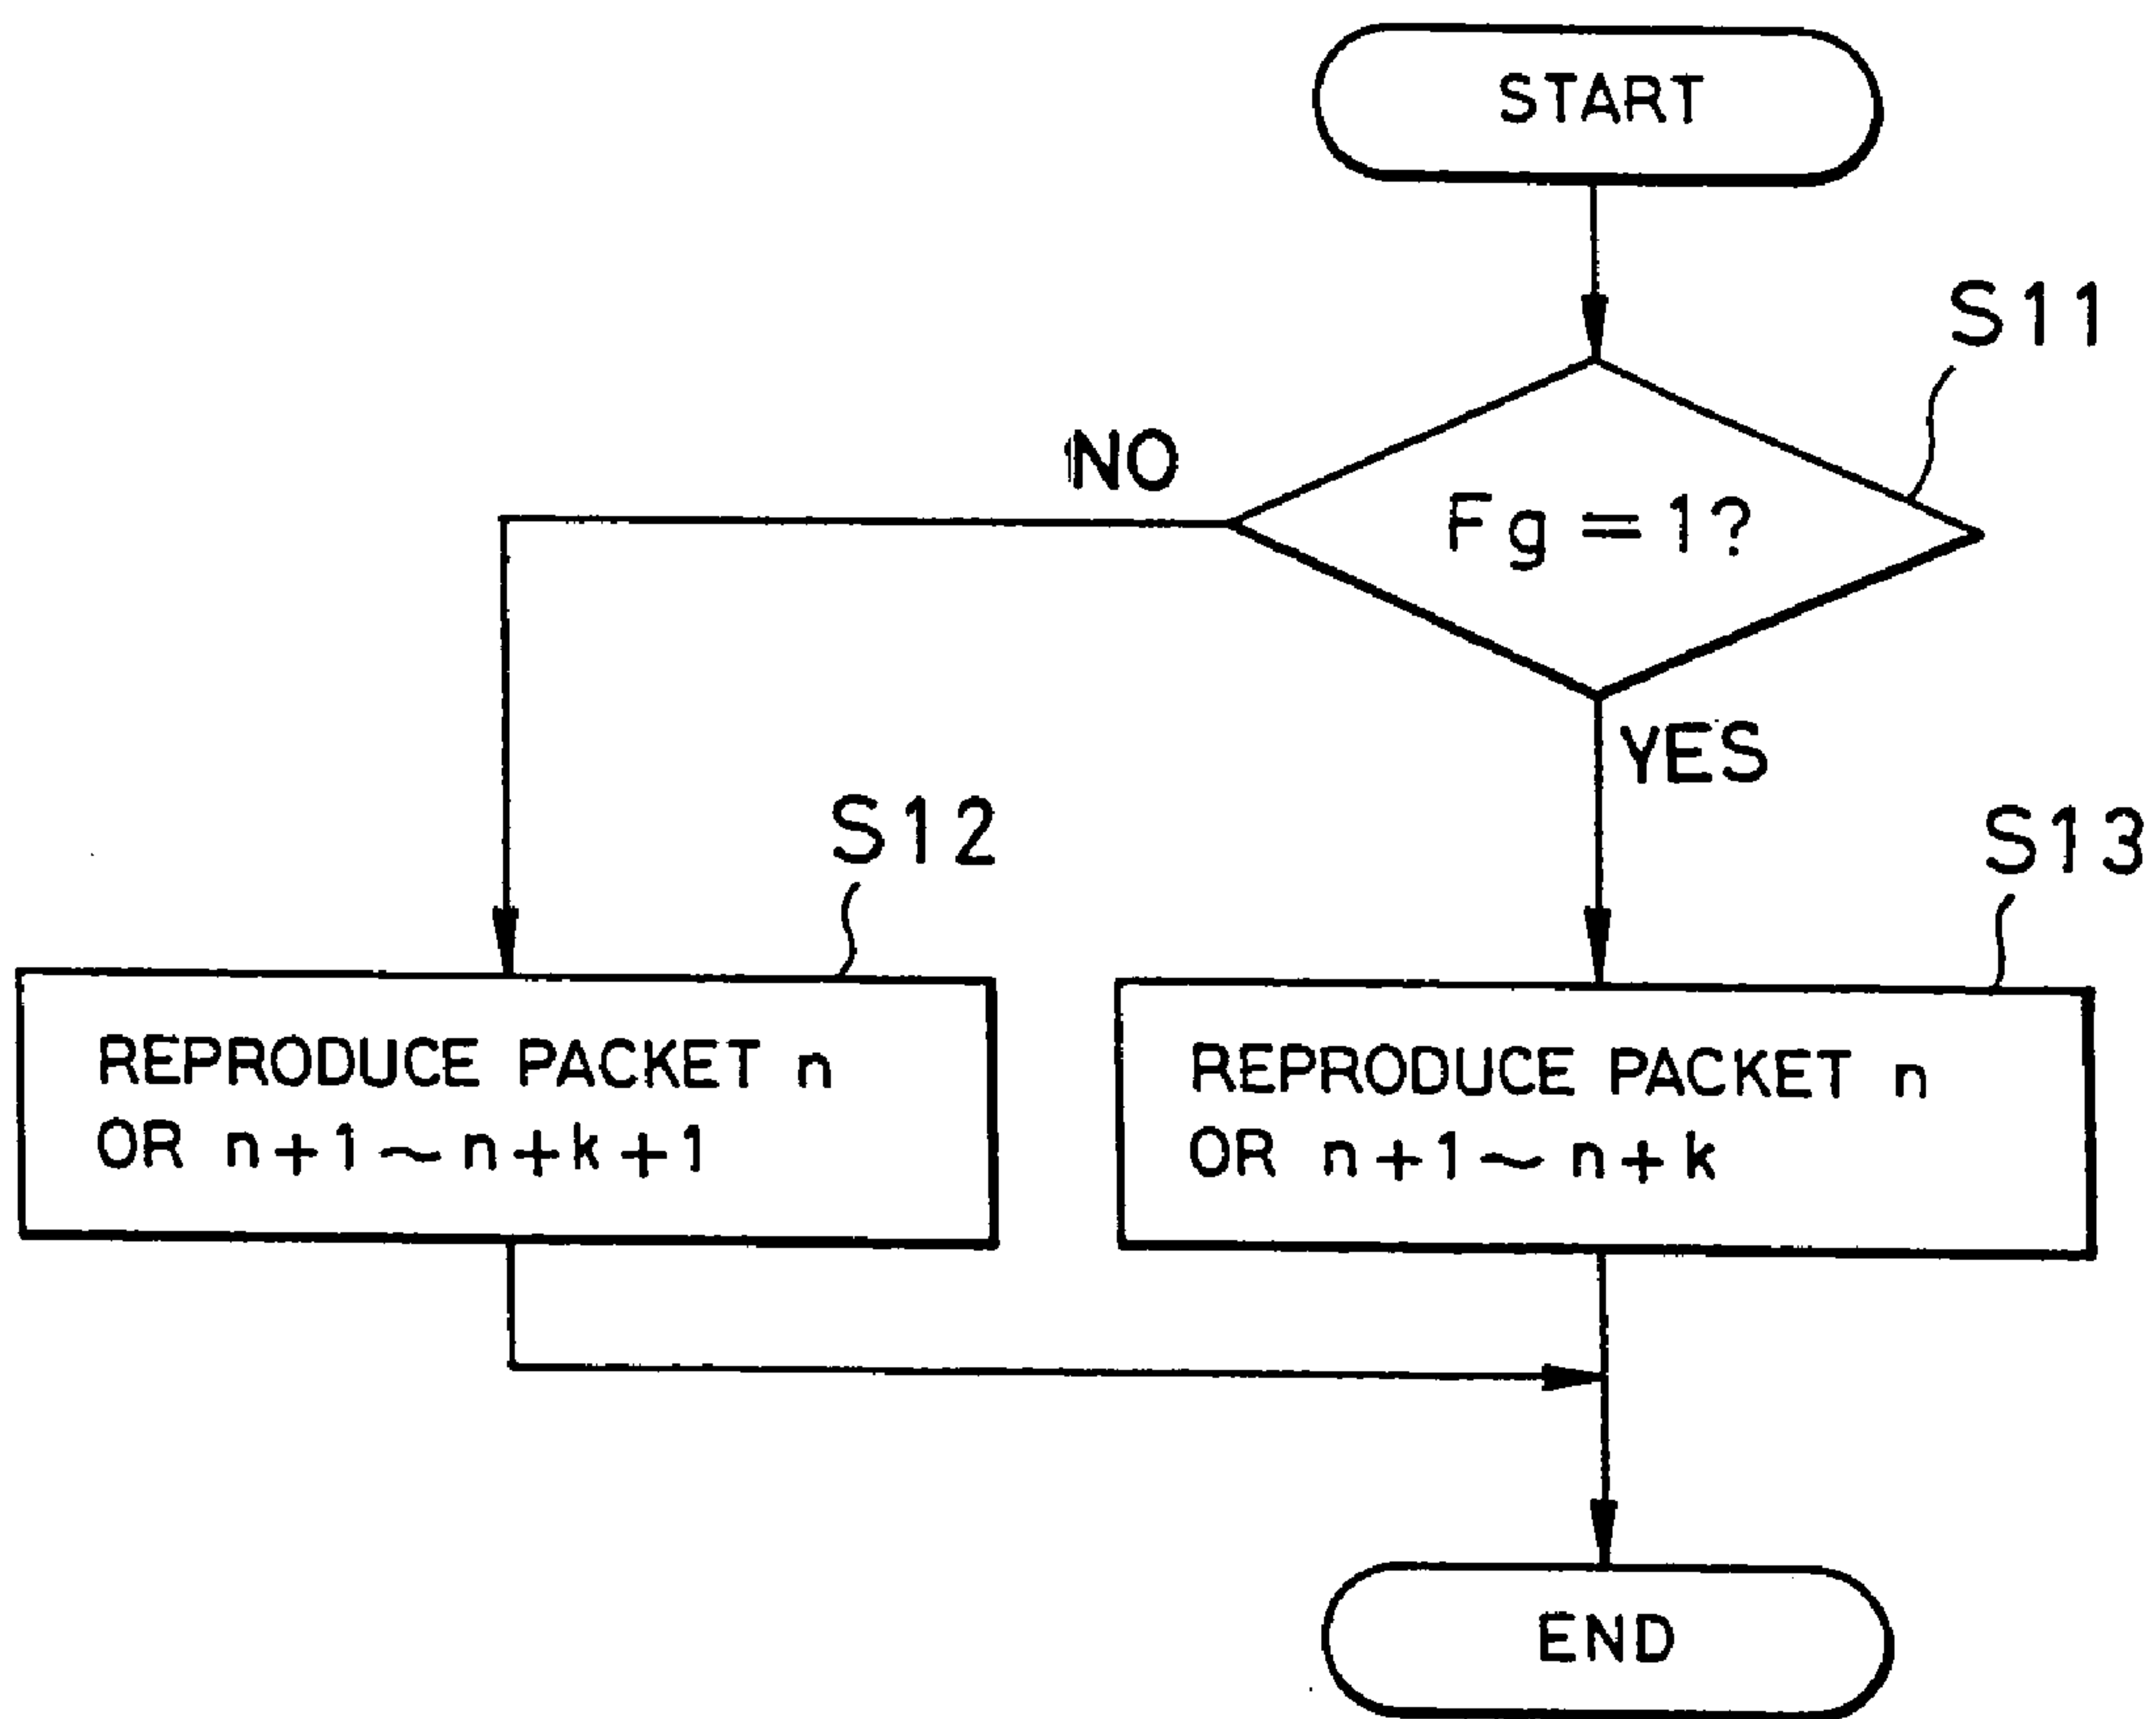 START
S11
NO
Fg=1?
YES
S12
S13
REPRODUCE PACKET n
OR n+1~n+k+1
REPRODUCE PACKET n
OR n+1~n+k
END